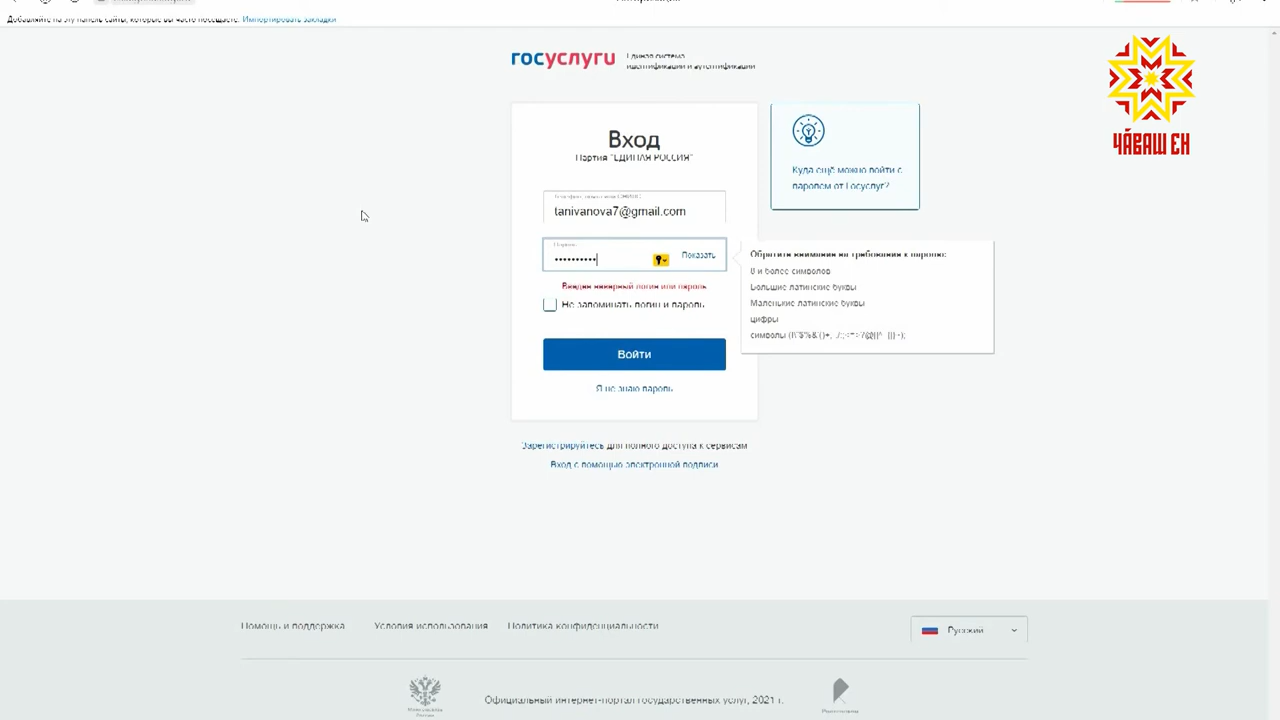 Добавляйте на эту панель сайты, которые вы часто посещаете. Импортировать закладки
госуслуги
Единая система
идентификации и аутентификации
ЧӐВАШ ЕН
Вход
Партия "ЕДИНАЯ РОССИЯ"
Куда ещё можно войти с
паролем от Госуслуг?
tanivanova7@gmail.com
Пароль
••••••••••
Показать
Обратите внимание на требования к паролю:
8 и более символов
Большие латинские буквы
Маленькие латинские буквы
цифры
символы
Введен неверный логин или пароль
Не запоминать логин и пароль
Войти
Я не знаю пароль
Зарегистрируйтесь для полного доступа к сервисам
Вход с помощью электронной подписи
Помощь и поддержка
Условия использования
Политика конфиденциальности
Русский
Официальный интернет-портал государственных услуг, 2021 г.